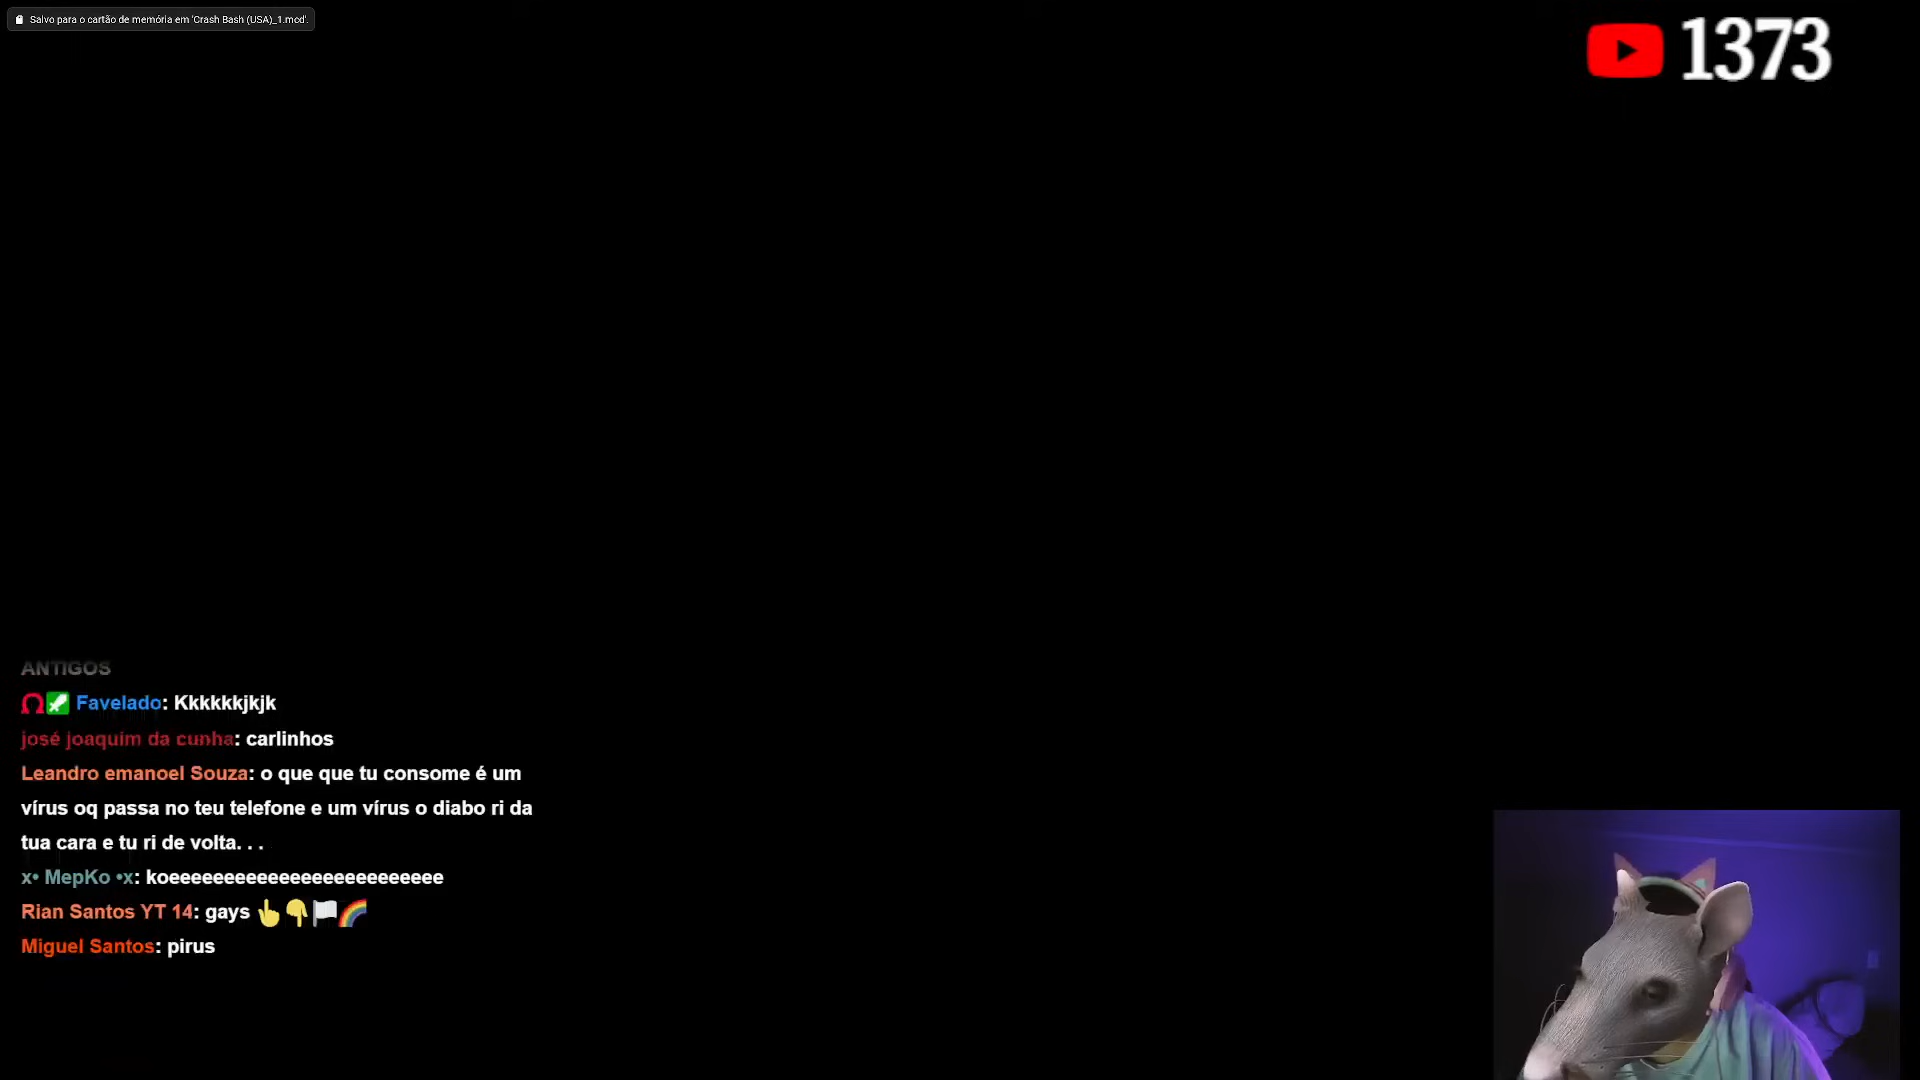 Salvo para o cartão de memória em 'Crash Bash (USA)_1.mcd'.
1373
ANTIGOS
Favelado: Kkkkkkjkjk
josé joaquim da cunha: carlinhos
Leandro emanoel Souza: o que que tu consome é um
vírus oq passa no teu telefone e um vírus o diabo ri da
tua cara e tu ri de volta. . .
x• MepKo •x: koeeeeeeeeeeeeeeeeeeeeeeeee
Rian Santos YT 14: gays 👆👇🏳🌈
Miguel Santos: pirus